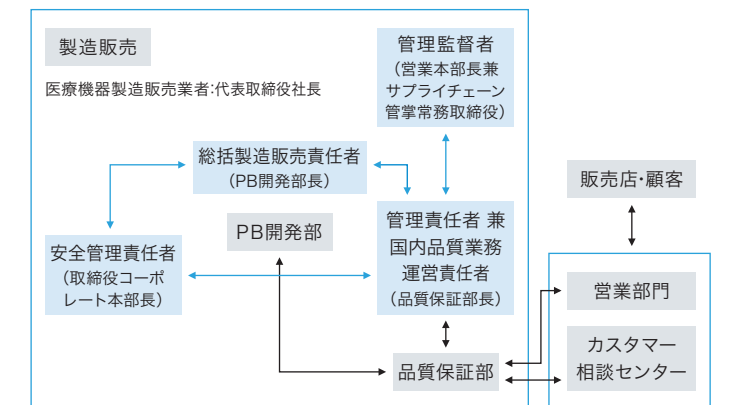 製造販売
医療機器製造販売業者:代表取締役社長
管理監督者
（営業本部長兼
サプライチェーン
管掌常務取締役）
総括製造販売責任者
（PB開発部長）
販売店・顧客
PB開発部
管理責任者 兼
国内品質業務
運営責任者
（品質保証部長）
安全管理責任者
（取締役コーポ
レート本部長）
営業部門
カスタマー
相談センター
品質保証部